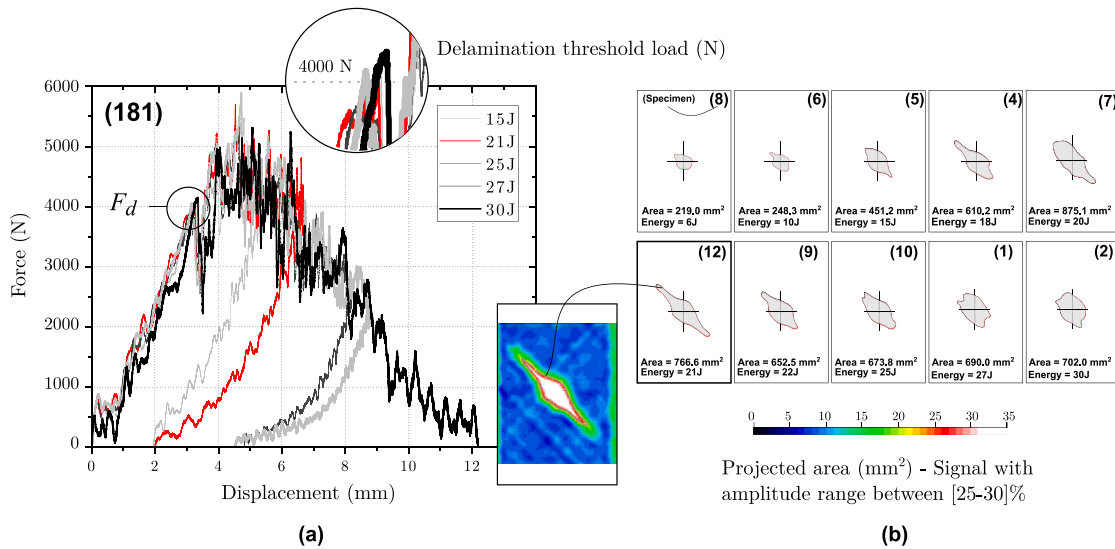 Delamination threshold load (N)
4000 N
(181)
15J
21J
25J
27J
30J
F_d
Force (N)
6000
5000
4000
3000
2000
1000
0
0 2 4 6 8 10 12
Displacement (mm)
(a)
(Specimen) (8)
Area = 219.0 mm²
Energy = 6J
(6)
Area = 248.3 mm²
Energy = 10J
(5)
Area = 451.2 mm²
Energy = 15J
(4)
Area = 610.2 mm²
Energy = 18J
(7)
Area = 875.1 mm²
Energy = 20J
(12)
Area = 766.6 mm²
Energy = 21J
(9)
Area = 652.5 mm²
Energy = 22J
(10)
Area = 673.8 mm²
Energy = 25J
(1)
Area = 690.0 mm²
Energy = 27J
(2)
Area = 702.0 mm²
Energy = 30J
0 5 10 15 20 25 30 35
Projected area (mm²) - Signal with
amplitude range between [25-30]%
(b)